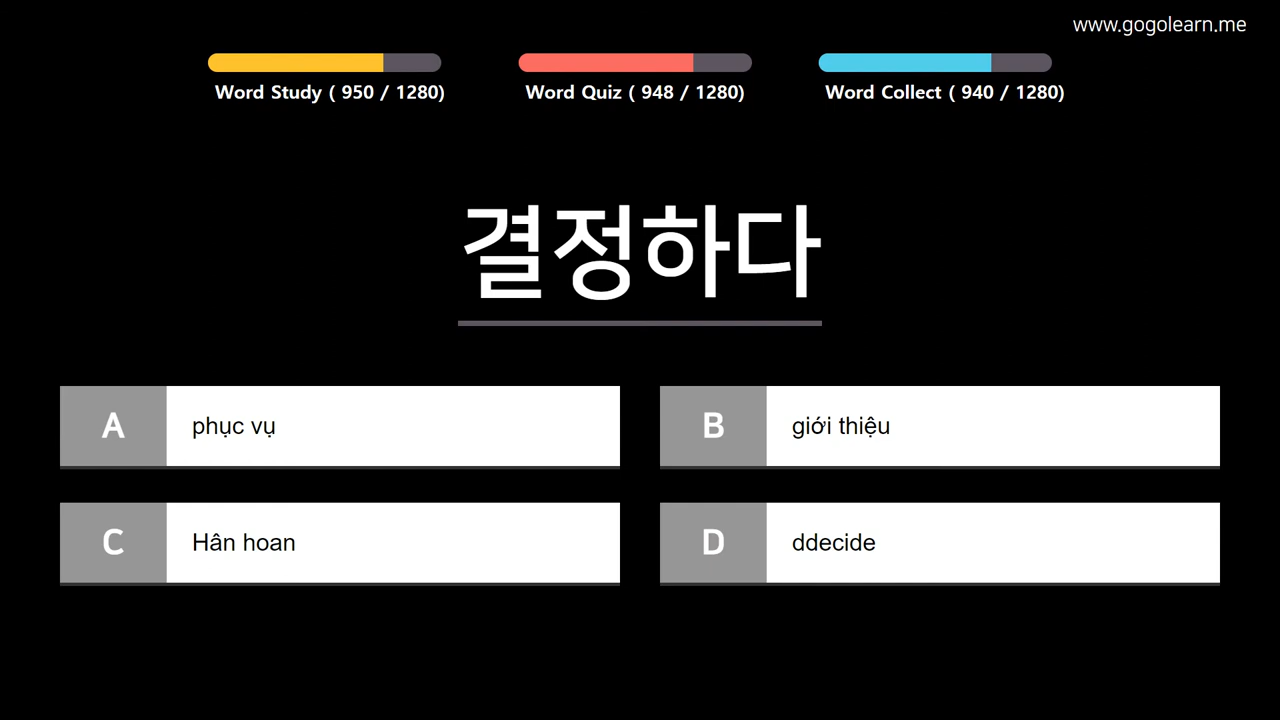 www.gogolearn.me
Word Study ( 950 / 1280)
Word Quiz ( 948 / 1280)
Word Collect ( 940 / 1280)
결정하다
A phục vụ
B giới thiệu
C Hân hoan
D ddecide